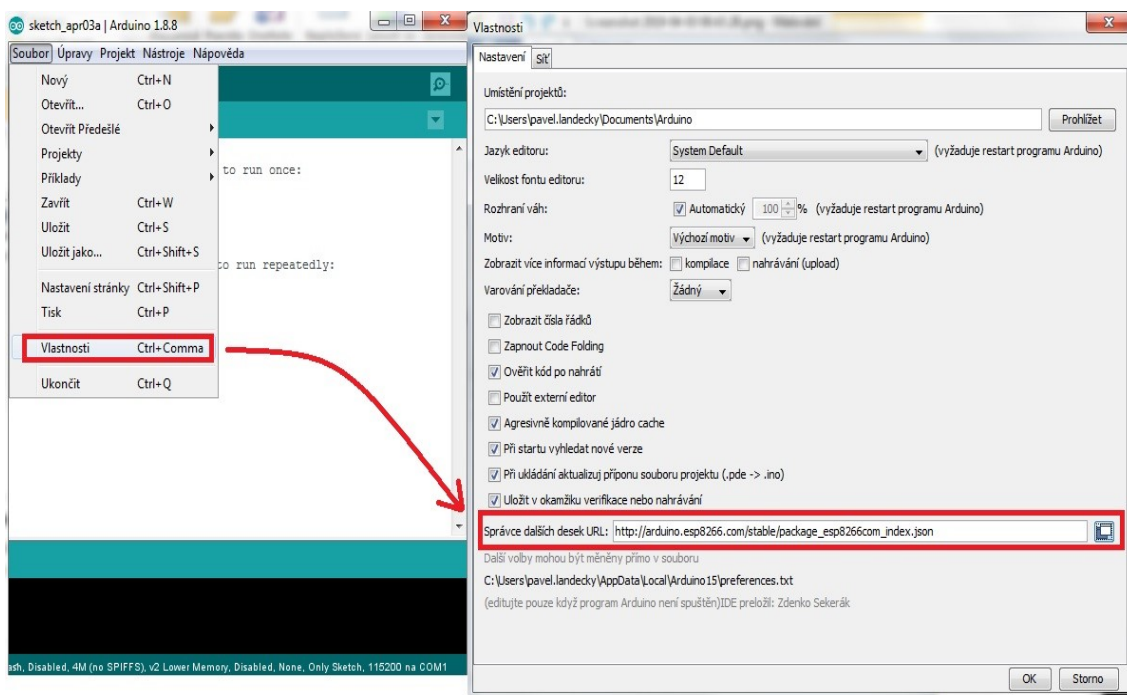 sketch_apr03a | Arduino 1.8.8
Soubor Úpravy Projekt Nástroje Nápověda
Nový Ctrl+N
Otevřít... Ctrl+O
Otevřít Předešlé
Projekty
Příklady
Zavřít Ctrl+W
Uložit Ctrl+S
Uložit jako... Ctrl+Shift+S
Nastavení stránky Ctrl+Shift+P
Tisk Ctrl+P
Vlastnosti Ctrl+Comma
Ukončit Ctrl+Q
to run once:
to run repeatedly:
ash, Disabled, 4M (no SPIFFS), v2 Lower Memory, Disabled, None, Only Sketch, 115200 na COM1
Vlastnosti
Nastavení Síť
Umístění projektů:
C:\Users\pavel.landecky\Documents\Arduino Prohlížet
Jazyk editoru: System Default (vyžaduje restart programu Arduino)
Velikost fontu editoru: 12
Rozhraní váh: Automatický 100 % (vyžaduje restart programu Arduino)
Motiv: Výchozí motiv (vyžaduje restart programu Arduino)
Zobrazit více informací výstupu během: kompilace nahrávání (upload)
Varování překladače: Žádný
Zobrazit čísla řádků
Zapnout Code Folding
Ověřit kód po nahrátí
Použít externí editor
Agresivně kompilované jádro cache
Při startu vyhledat nové verze
Při ukládání aktualizuj příponu souboru projektu (.pde -> .ino)
Uložit v okamžiku verifikace nebo nahrávání
Správce dalších desek URL: http://arduino.esp8266.com/stable/package_esp8266com_index.json
Další volby mohou být měněny přímo v souboru
C:\Users\pavel.landecky\AppData\Local\Arduino15\preferences.txt
(editujte pouze když program Arduino není spuštěn)IDE preložil: Zdenko Sekerák
OK Storno